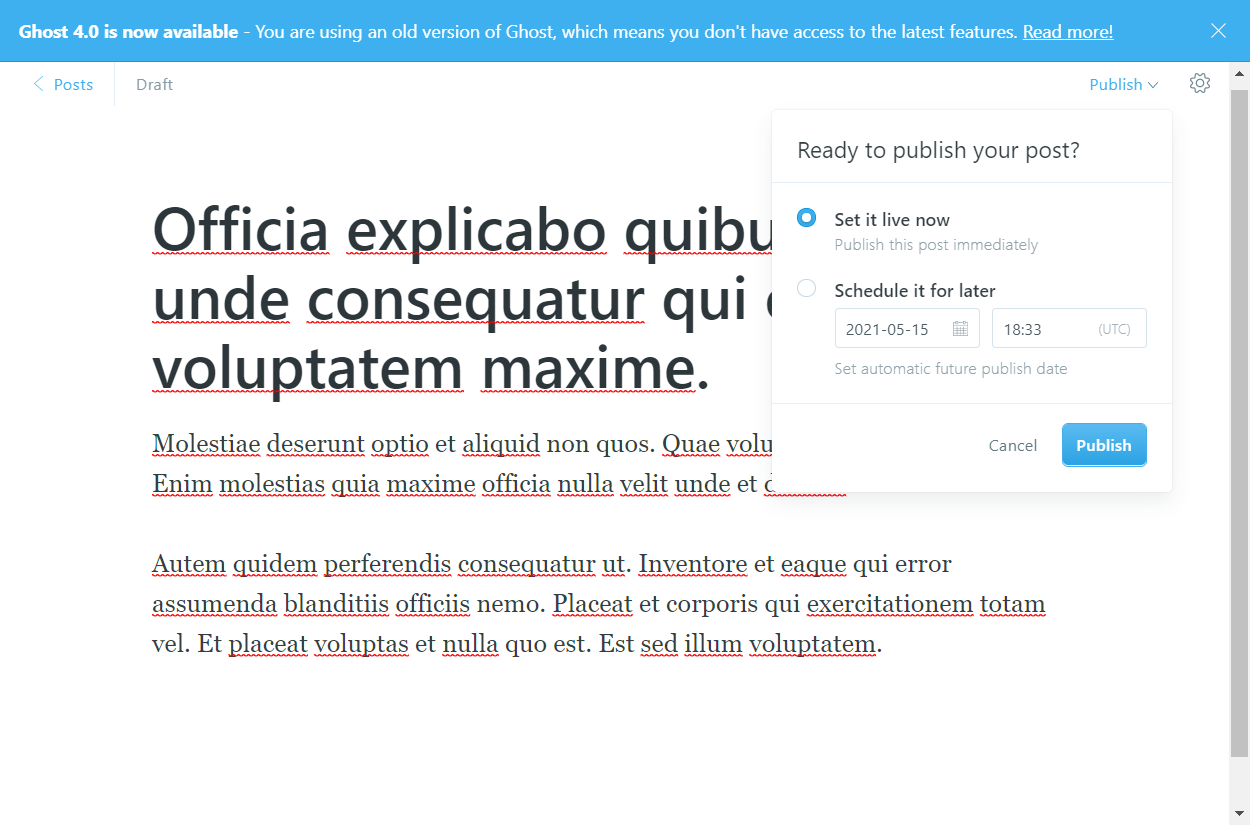 Ghost 4.0 is now available - You are using an old version of Ghost, which means you don't have access to the latest features. Read more!
Posts
Draft
Publish
Ready to publish your post?
Set it live now
Publish this post immediately
Schedule it for later
2021-05-15
18:33 (UTC)
Set automatic future publish date
Cancel
Publish
Officia explicabo
unde consequatur qui
voluptatem maxime.
Molestiae deserunt optio et aliquid non quos. Quae
Enim molestias quia maxime officia nulla velit unde et
Autem quidem perferendis consequatur ut. Inventore et eaque qui error
assumenda blanditiis officiis nemo. Placeat et corporis qui exercitationem totam
vel. Et placeat voluptas et nulla quo est. Est sed illum voluptatem.